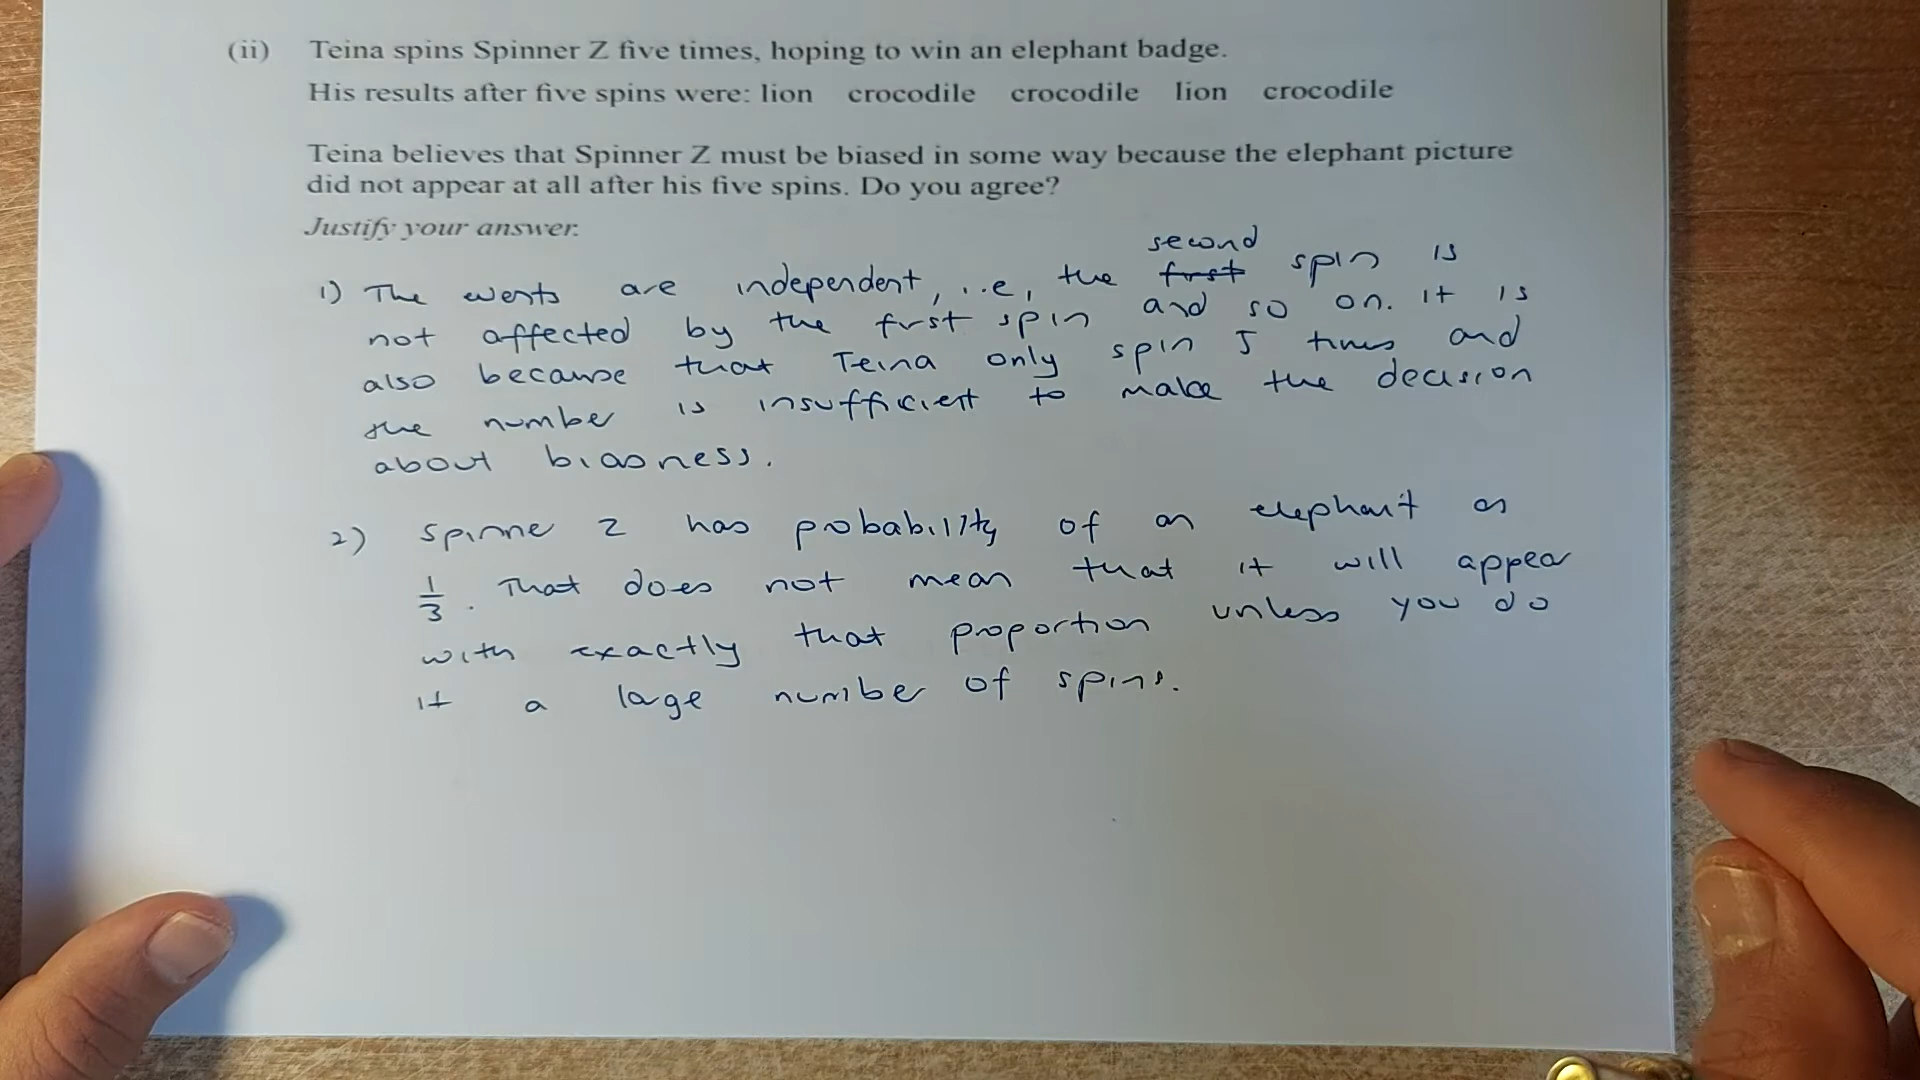 (ii) Teina spins Spinner Z five times, hoping to win an elephant badge.
His results after five spins were: lion crocodile crocodile lion crocodile
Teina believes that Spinner Z must be biased in some way because the elephant picture
did not appear at all after his five spins. Do you agree?
Justify your answer.
second
1) The events are independent, i.e, the first spin is
not affected by the first spin and so on. it is
also because that Teina only spin 5 times and
the number is insufficient to make the decision
about biasness.
2) Spinne Z has probability of an elephant as
1/3. That does not mean that it will appear
with exactly that proportion unless you do
it a large number of spins.